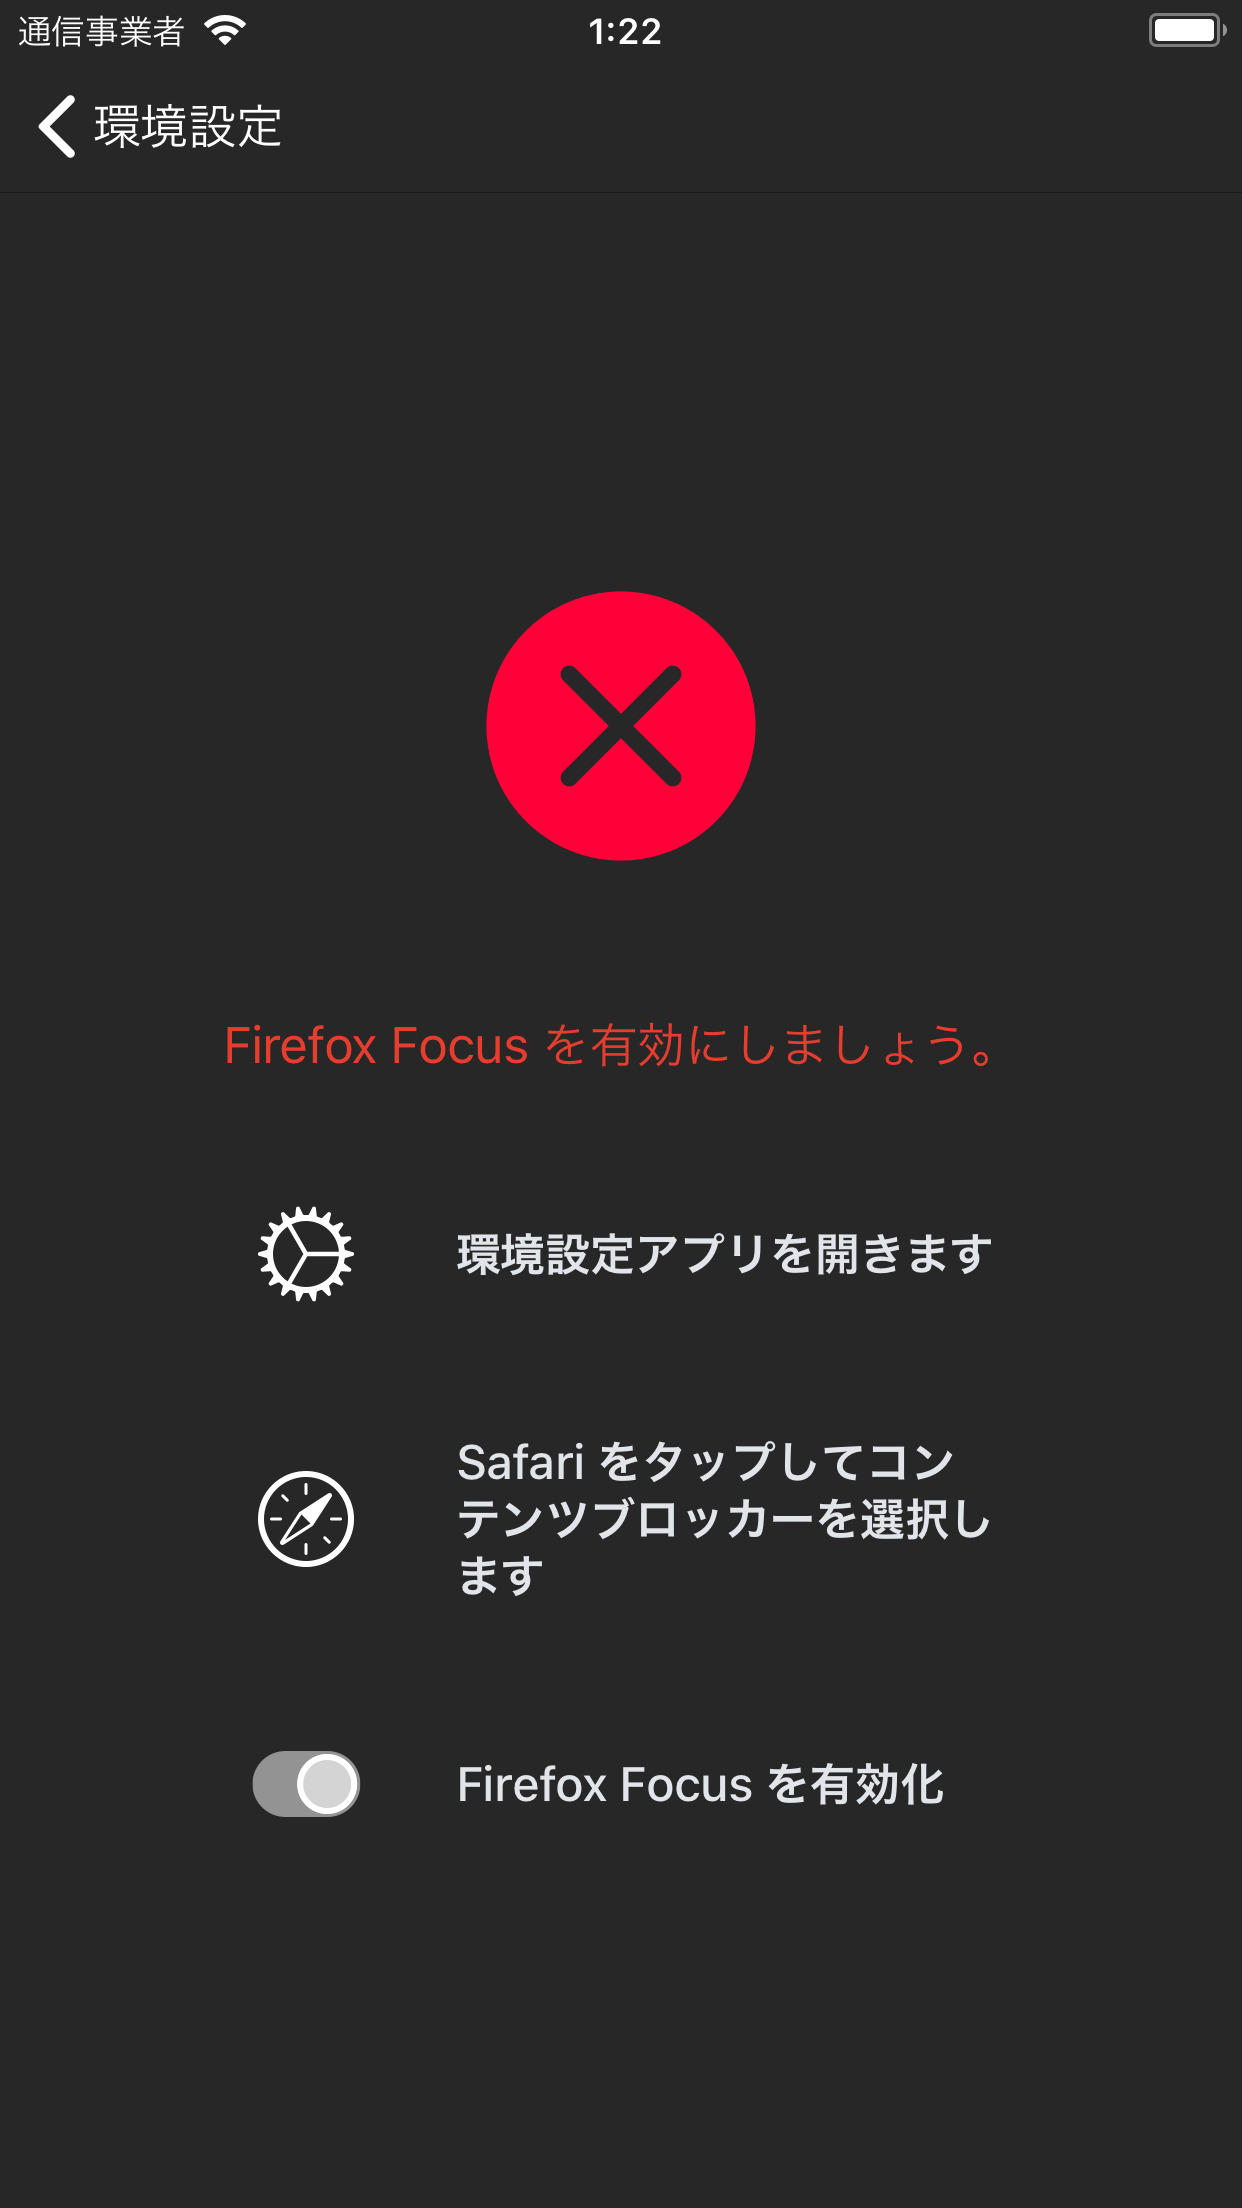 通信事業者 1:22
環境設定
Firefox Focus を有効にしましょう。
環境設定アプリを開きます
Safari をタップしてコン
テンツブロッカーを選択し
ます
Firefox Focus を有効化